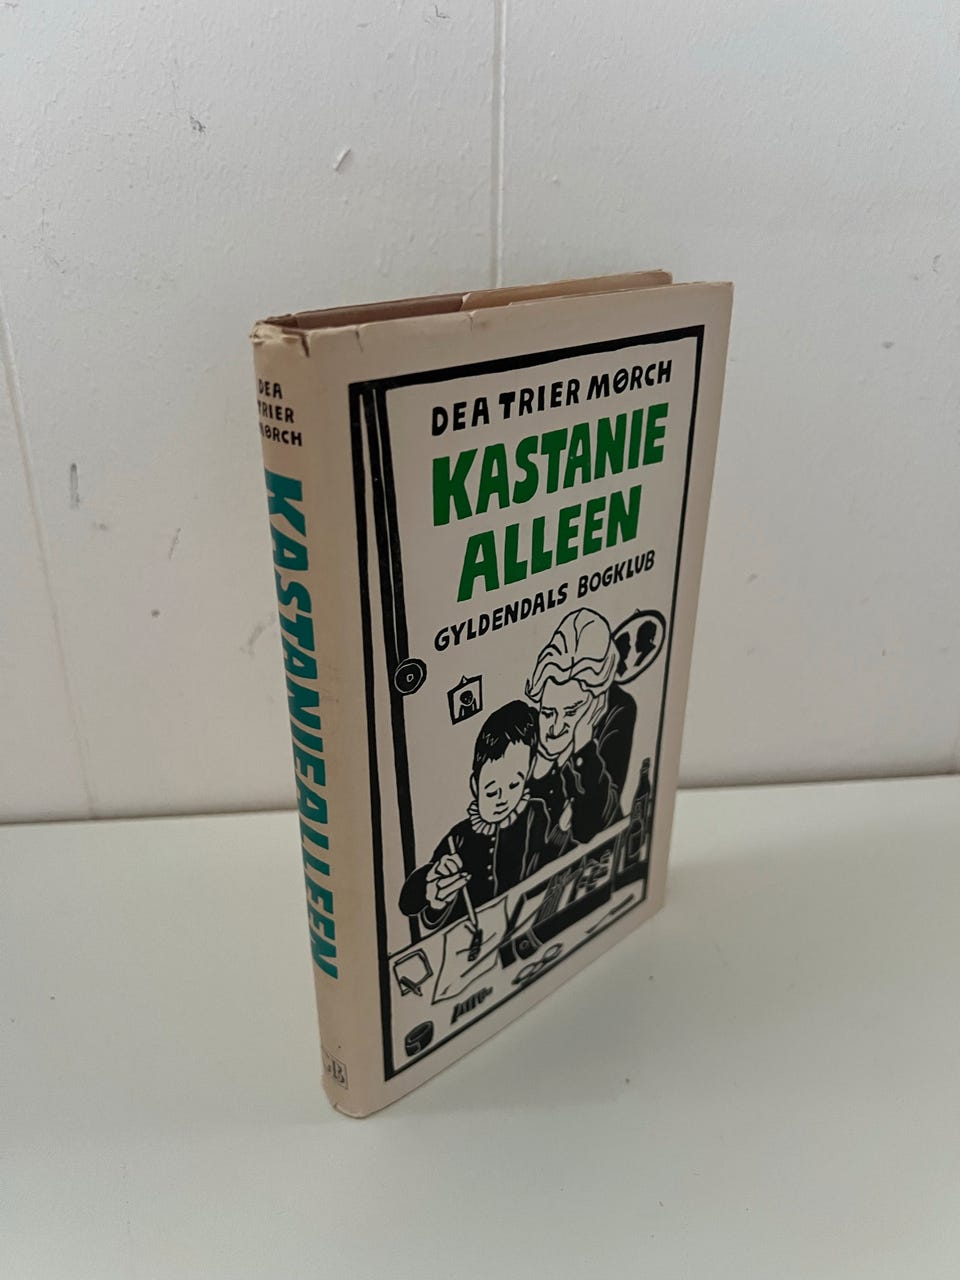 DEA
TRIER
MØRCH
KASTANIEALLEEN
DEA TRIER MØRCH
KASTANIE
ALLEEN
GYLDENDALS BOGKLUB